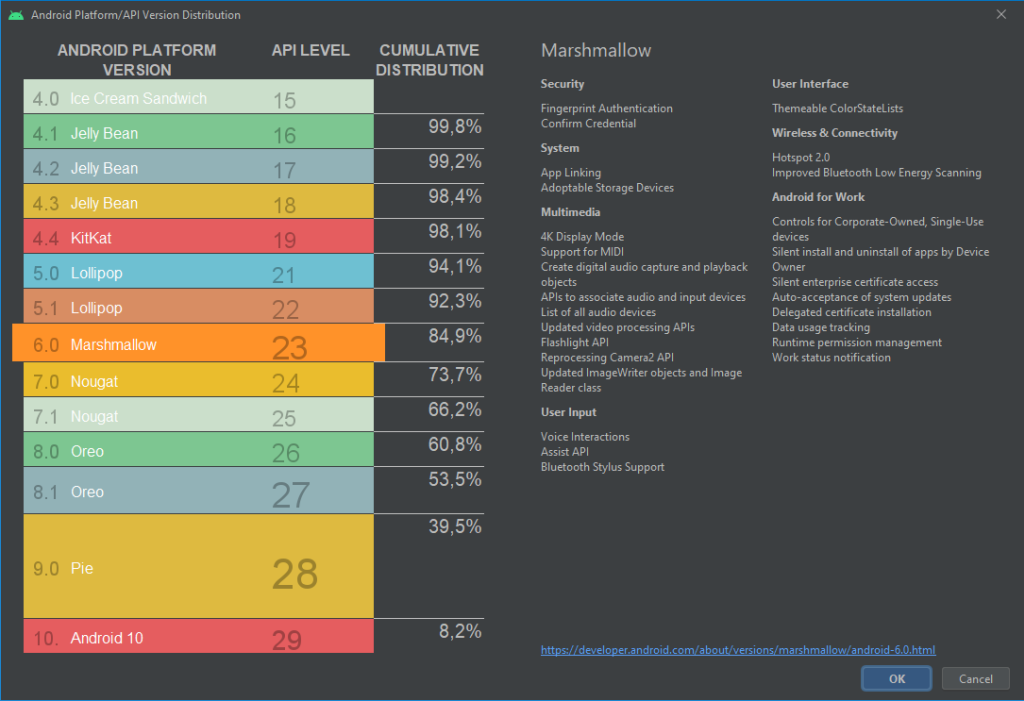 Android Platform/API Version Distribution
ANDROID PLATFORM
VERSION
API LEVEL
CUMULATIVE
DISTRIBUTION
4.0 Ice Cream Sandwich 15
99,8%
4.1 Jelly Bean 16
99,2%
4.2 Jelly Bean 17
98,4%
4.3 Jelly Bean 18
98,1%
4.4 KitKat 19
94,1%
5.0 Lollipop 21
92,3%
5.1 Lollipop 22
84,9%
6.0 Marshmallow 23
73,7%
7.0 Nougat 24
66,2%
7.1 Nougat 25
60,8%
8.0 Oreo 26
53,5%
8.1 Oreo 27
39,5%
9.0 Pie 28
8,2%
10. Android 10 29
Marshmallow
Security
Fingerprint Authentication
Confirm Credential
System
App Linking
Adoptable Storage Devices
Multimedia
4K Display Mode
Support for MIDI
Create digital audio capture and playback
objects
APIs to associate audio and input devices
List of all audio devices
Updated video processing APIs
Flashlight API
Reprocessing Camera2 API
Updated ImageWriter objects and Image
Reader class
User Input
Voice Interactions
Assist API
Bluetooth Stylus Support
User Interface
Themeable ColorStateLists
Wireless & Connectivity
Hotspot 2.0
Improved Bluetooth Low Energy Scanning
Android for Work
Controls for Corporate-Owned, Single-Use
devices
Silent install and uninstall of apps by Device
Owner
Silent enterprise certificate access
Auto-acceptance of system updates
Delegated certificate installation
Data usage tracking
Runtime permission management
Work status notification
https://developer.android.com/about/versions/marshmallow/android-6.0.html
OK
Cancel